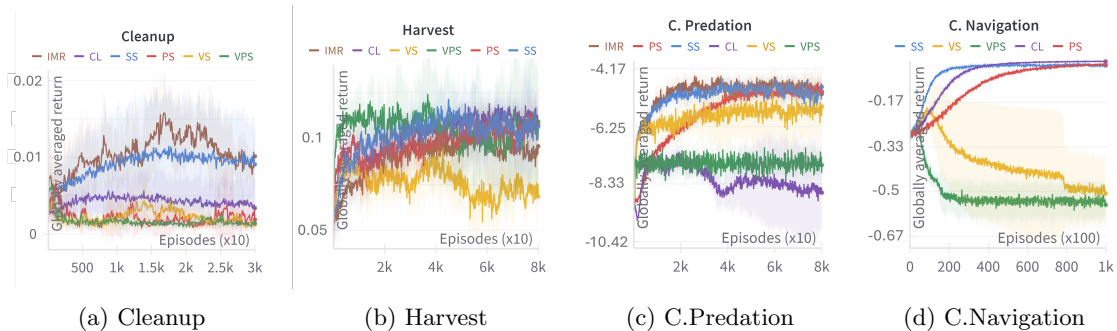 Cleanup
IMR CL SS PS VS VPS
Globally averaged return
0.02
0.01
0
Episodes (x10)
500 1k 1.5k 2k 2.5k 3k
(a) Cleanup
Harvest
IMR CL VS VPS PS SS
Globally averaged return
0.1
0.05
Episodes (x10)
2k 4k 6k 8k
(b) Harvest
C. Predation
IMR PS SS CL VS VPS
Globally averaged return
-4.17
-6.25
-8.33
-10.42
Episodes (x10)
2k 4k 6k 8k
(c) C.Predation
C. Navigation
SS VS VPS CL PS
Globally averaged return
-0.17
-0.33
-0.5
-0.67
Episodes (x100)
0 200 400 600 800 1k
(d) C.Navigation